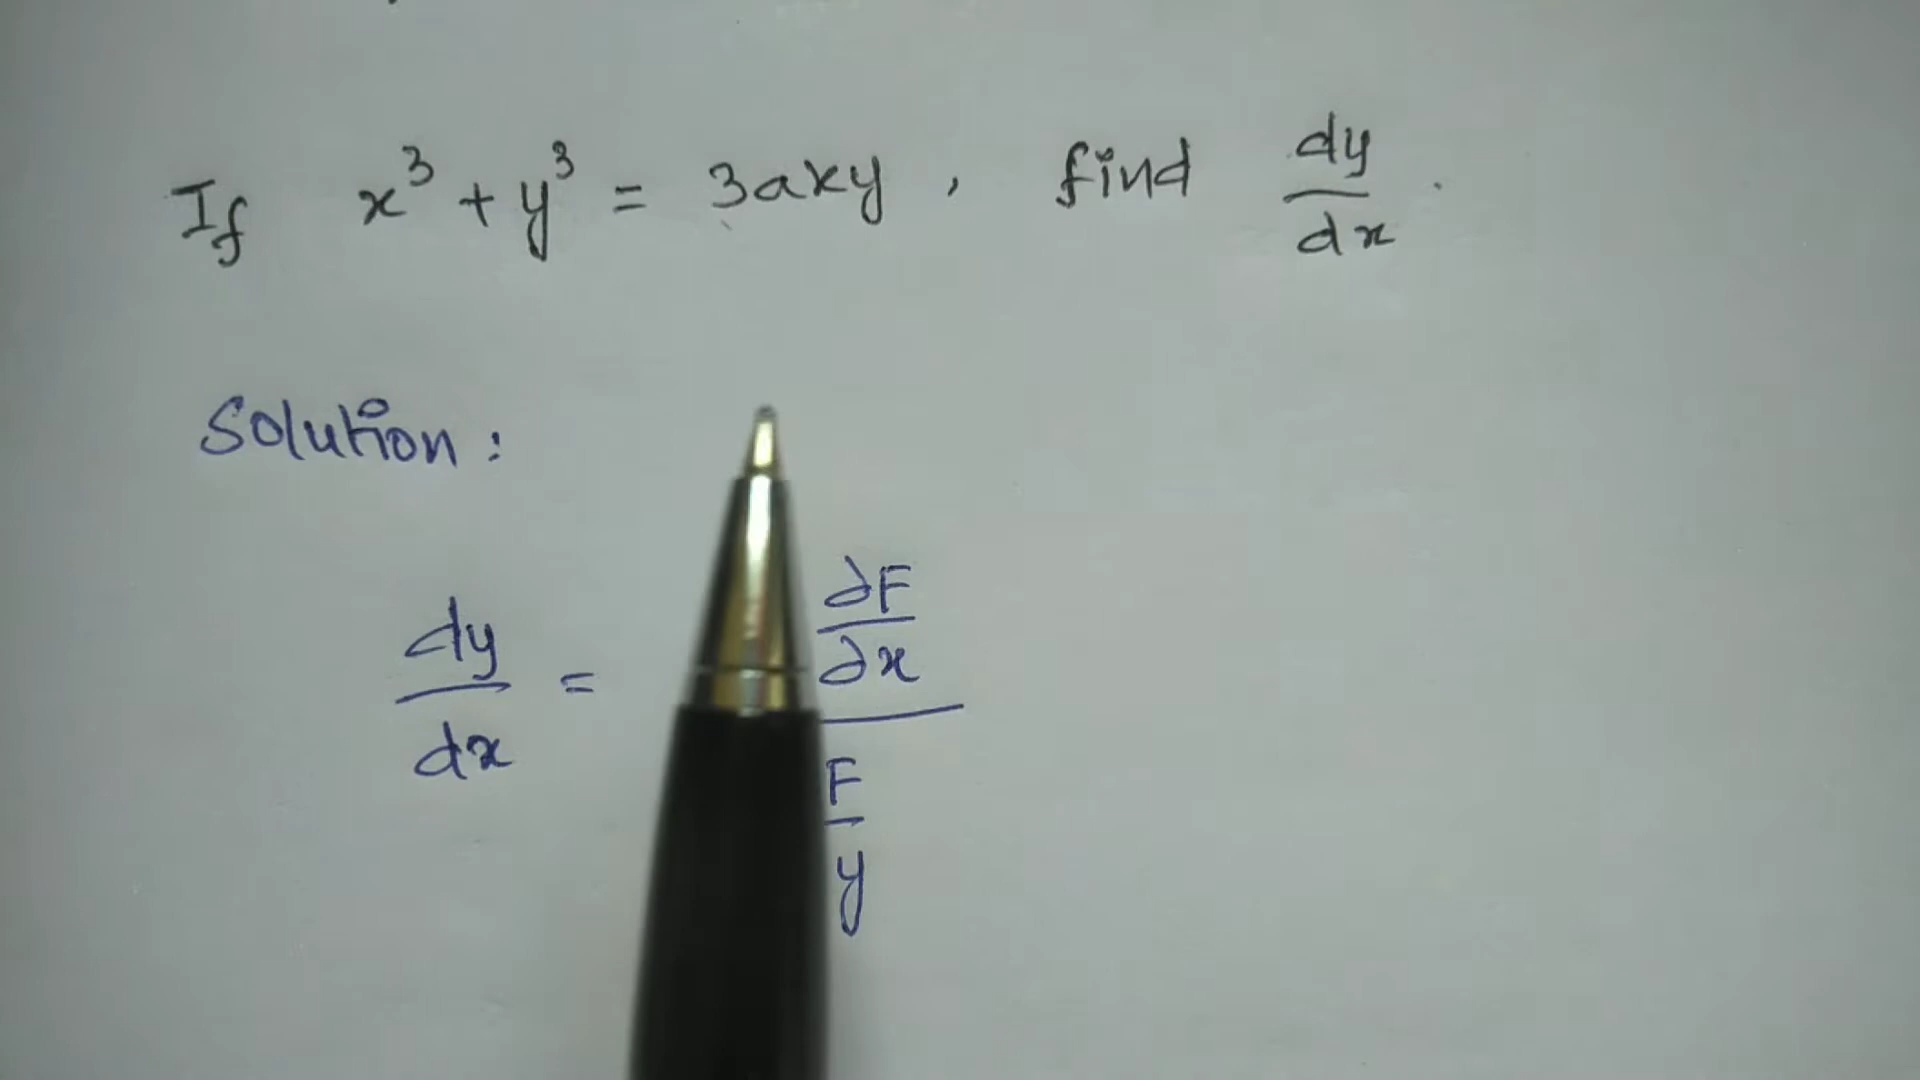 If x³ + y³ = 3axy , find dy/dx .
Solution :
dy/dx = ∂F/∂x / F/y